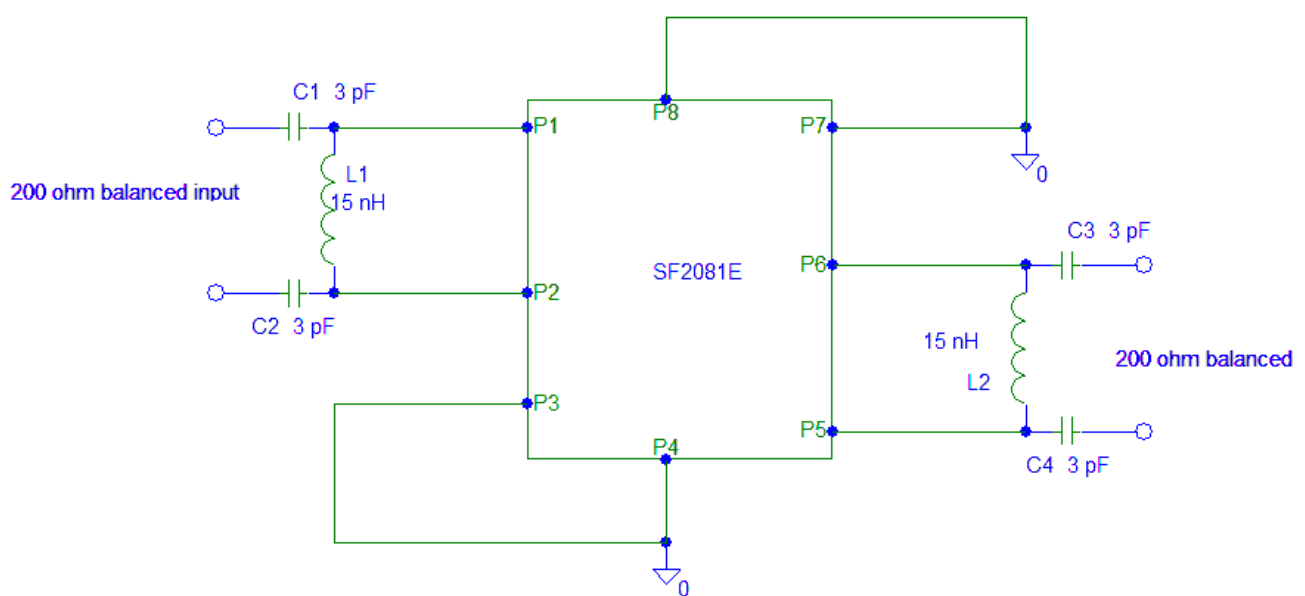 C1 3 pF
P1
P8
P7
L1
15 nH
0
200 ohm balanced input
C3 3 pF
P6
SF2081E
P2
C2 3 pF
15 nH
200 ohm balanced
L2
P3
P5
P4
C4 3 pF
0